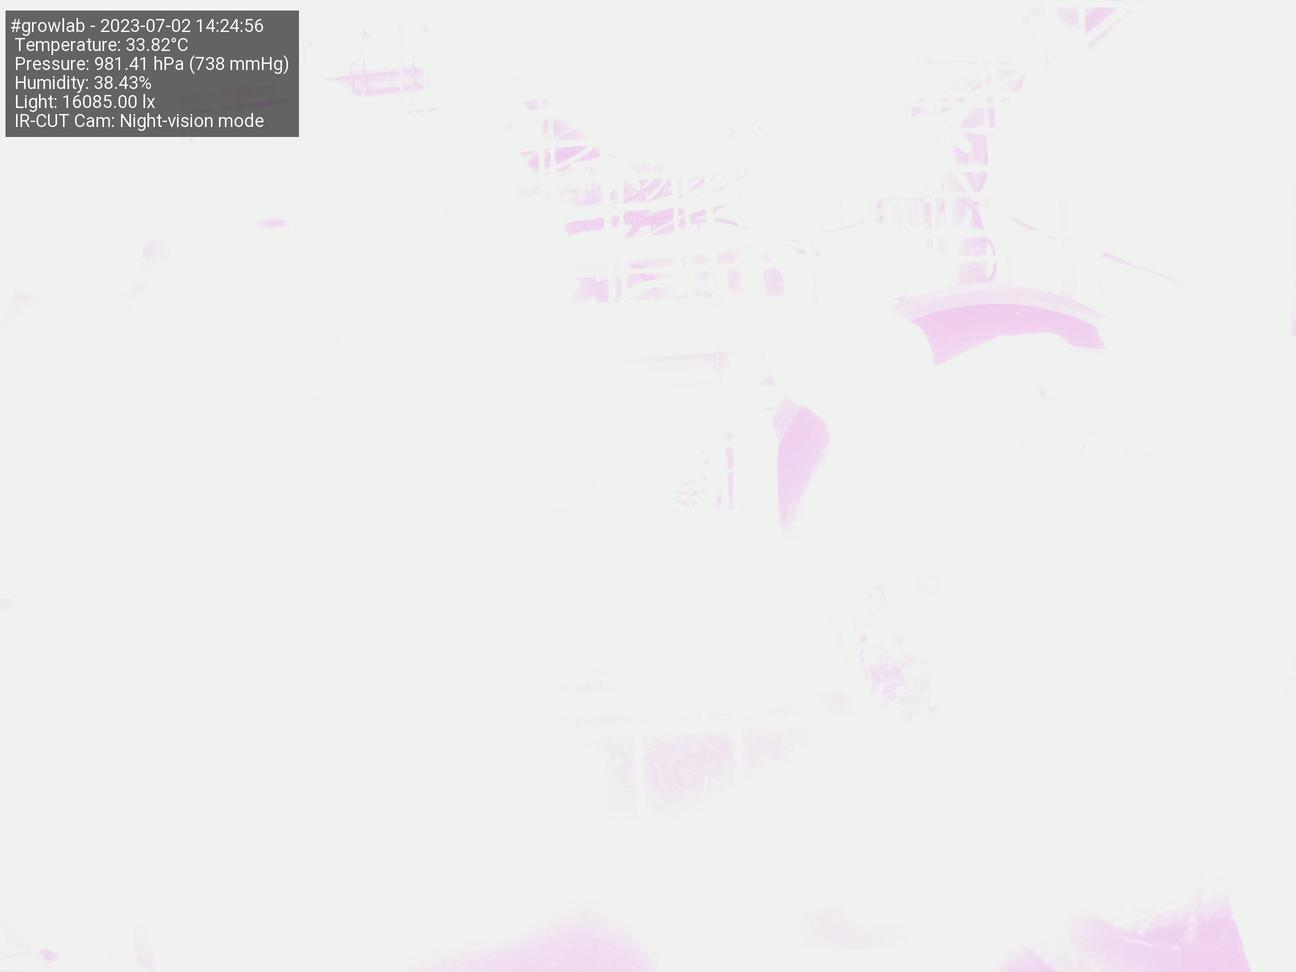 #growlab - 2023-07-02 14:24:56
Temperature: 33.82°C
Pressure: 981.41 hPa (738 mmHg)
Humidity: 38.43%
Light: 16085.00 lx
IR-CUT Cam: Night-vision mode